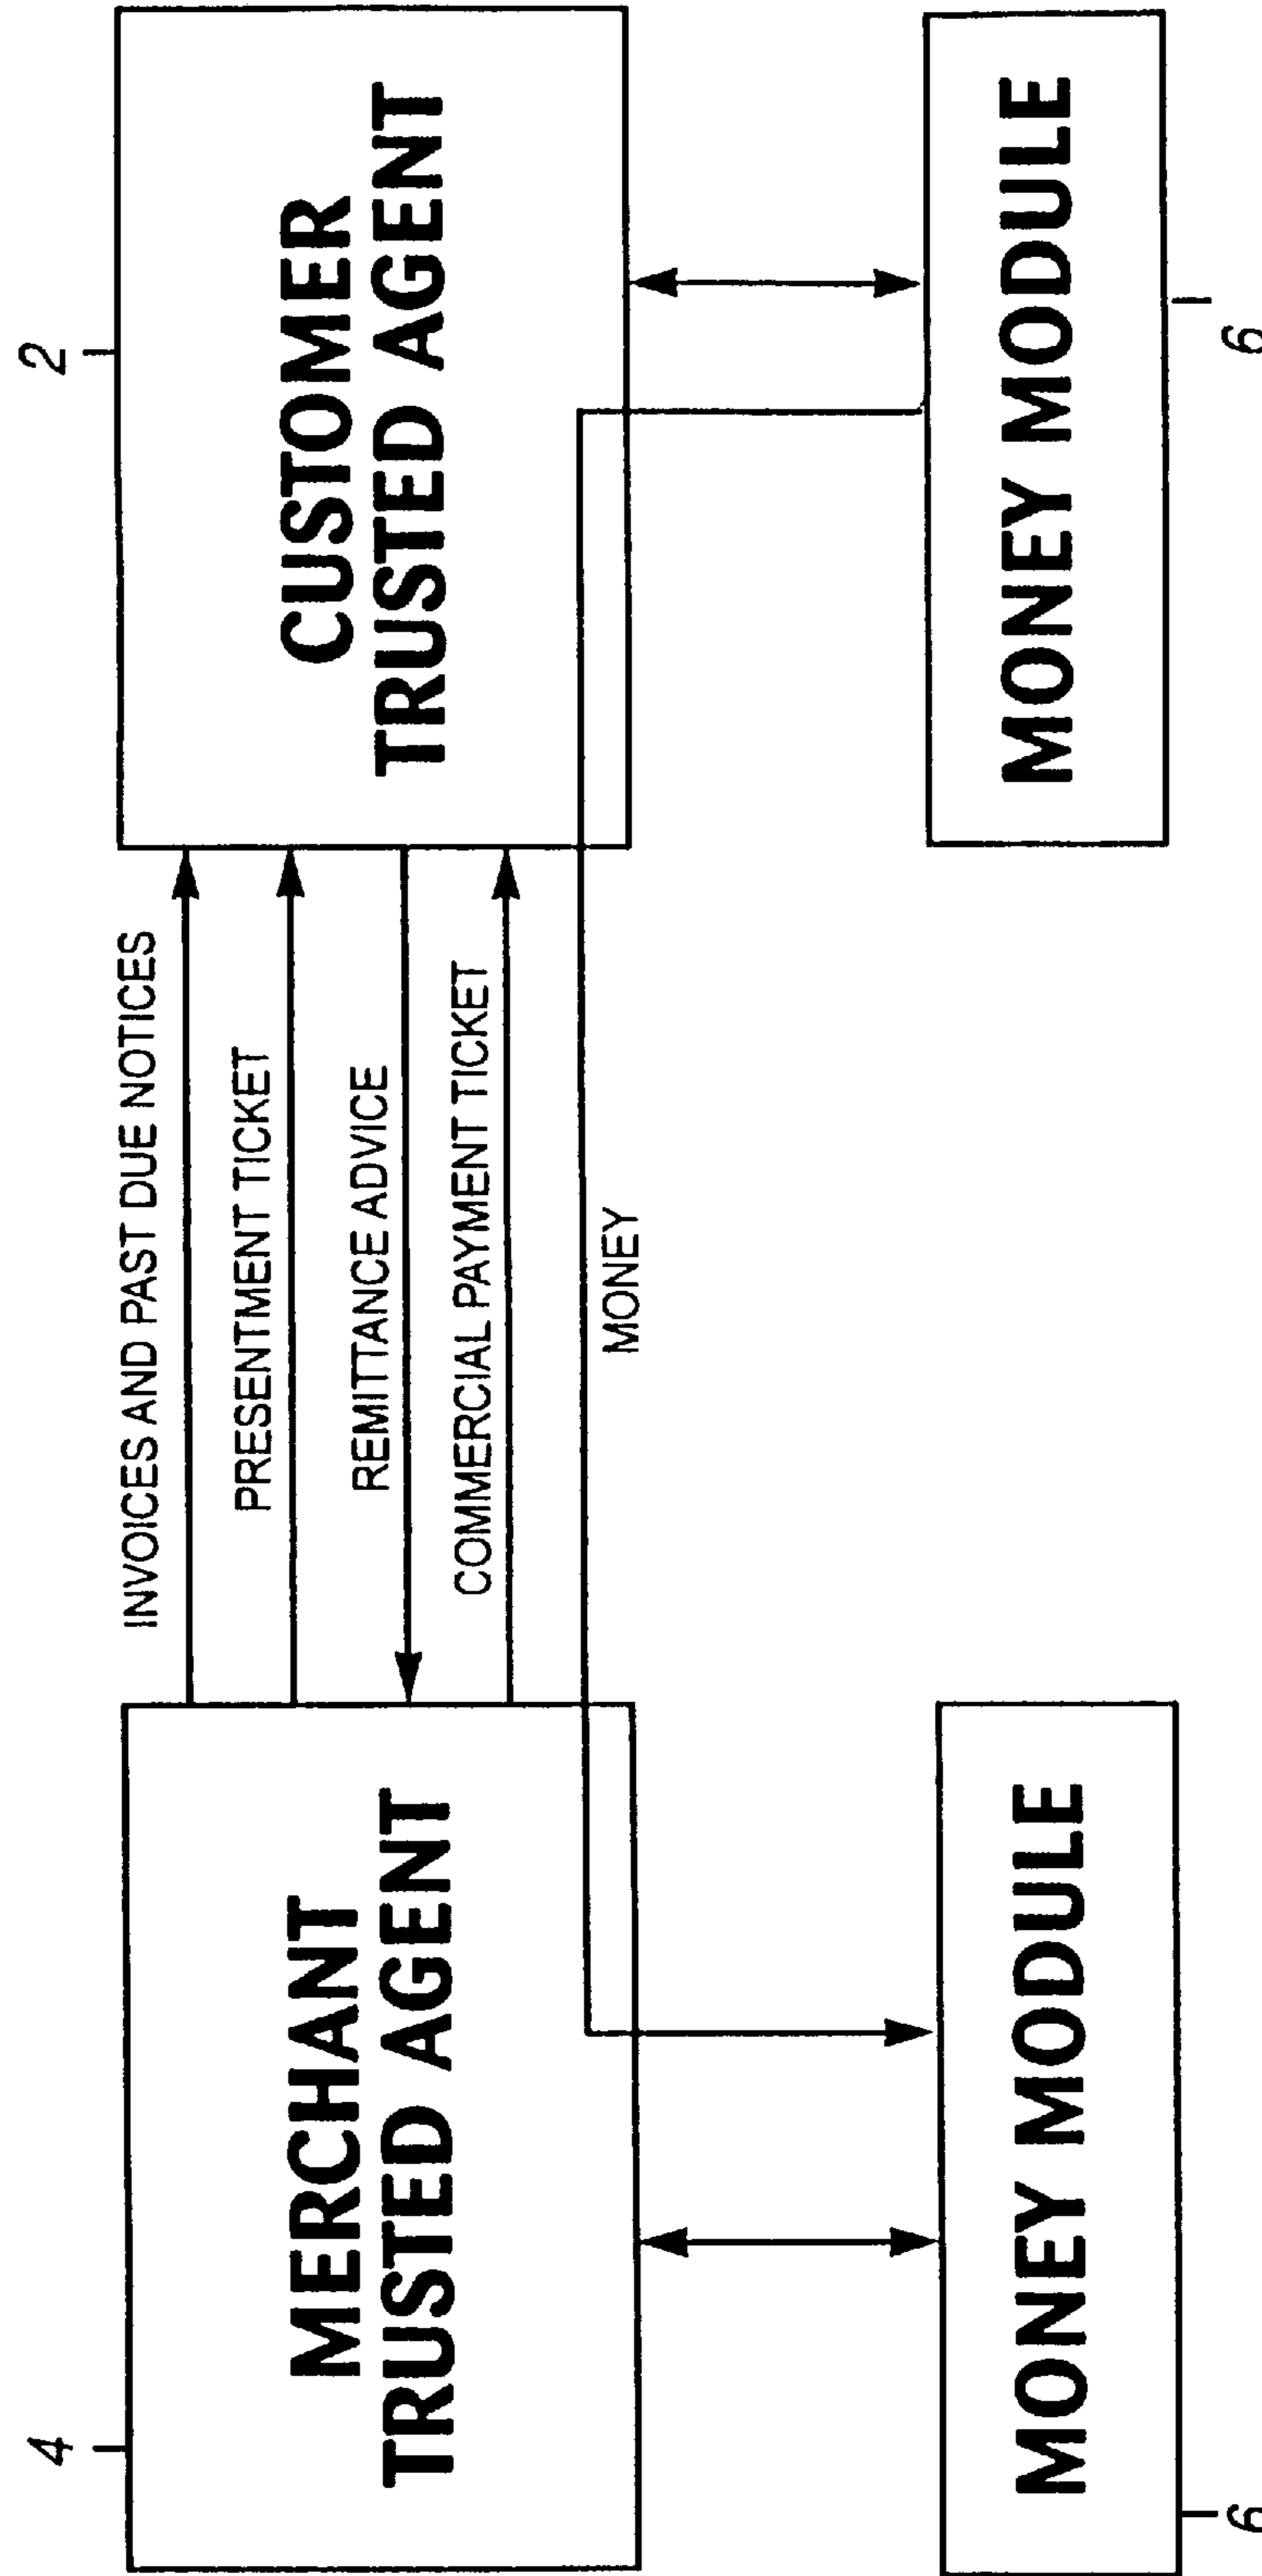 4
MERCHANT
TRUSTED AGENT
INVOICES AND PAST DUE NOTICES
PRESENTMENT TICKET
REMITTANCE ADVICE
COMMERCIAL PAYMENT TICKET
MONEY
2
CUSTOMER
TRUSTED AGENT
MONEY MODULE
6
MONEY MODULE
6